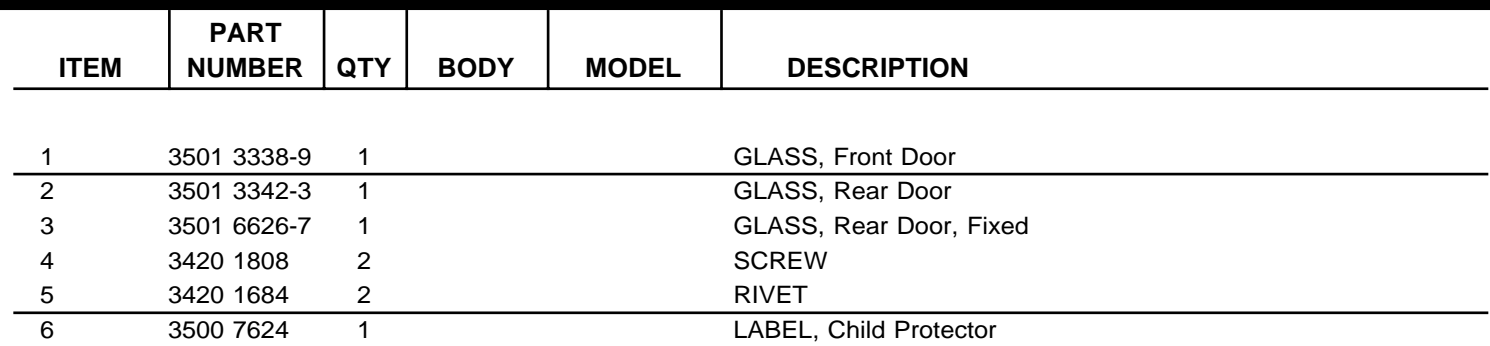 PART
ITEM NUMBER QTY BODY MODEL DESCRIPTION
1 3501 3338-9 1 GLASS, Front Door
2 3501 3342-3 1 GLASS, Rear Door
3 3501 6626-7 1 GLASS, Rear Door, Fixed
4 3420 1808 2 SCREW
5 3420 1684 2 RIVET
6 3500 7624 1 LABEL, Child Protector